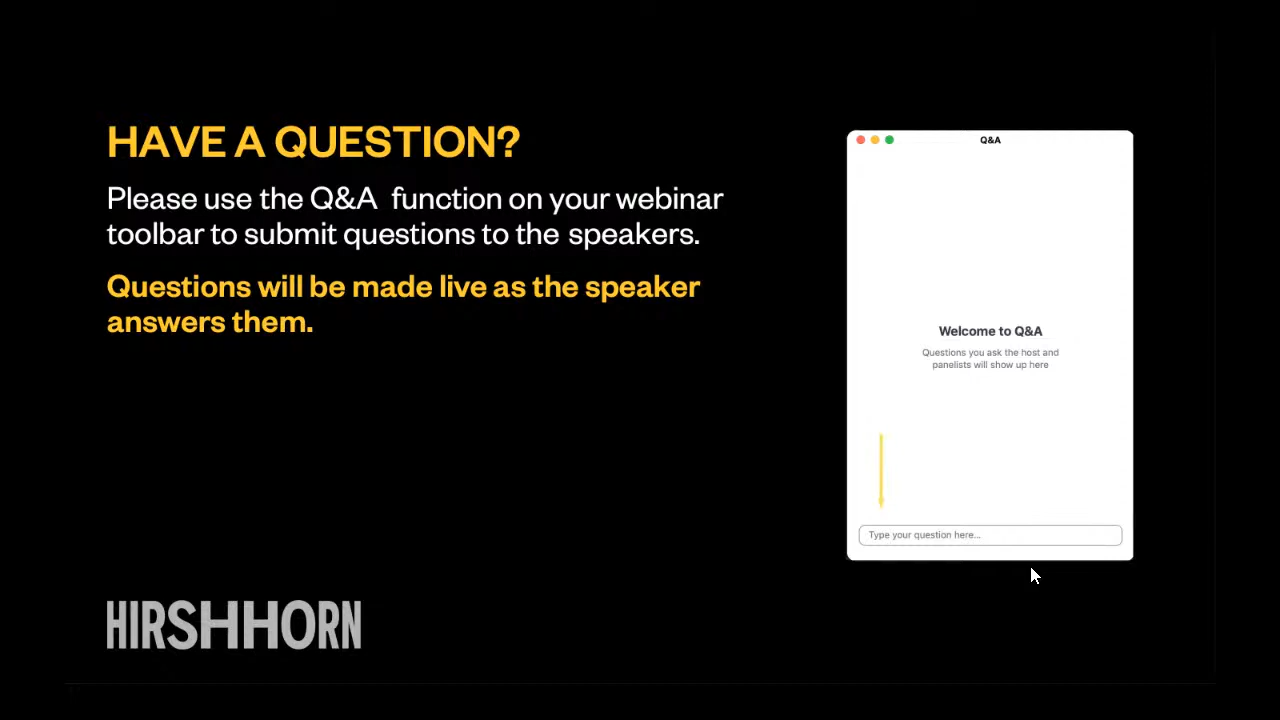 HAVE A QUESTION?
Please use the Q&A function on your webinar
toolbar to submit questions to the speakers.
Questions will be made live as the speaker
answers them.
Q&A
Welcome to Q&A
Questions you ask the host and
panelists will show up here
Type your question here...
HIRSHHORN